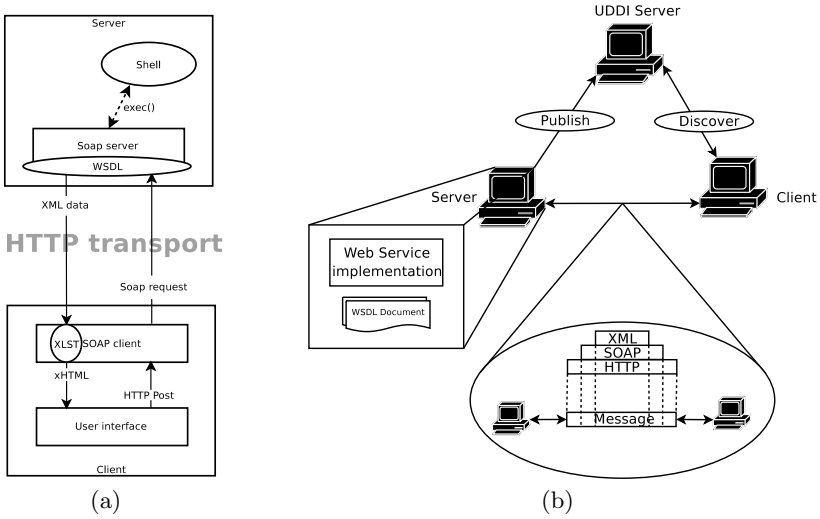 Server
Shell
exec()
Soap server
WSDL
XML data
HTTP transport
Soap request
XLST
SOAP client
xHTML
HTTP Post
User interface
Client
(a)
UDDI Server
Publish
Discover
Server
Client
Web Service
implementation
WSDL Document
XML
SOAP
HTTP
Message
(b)